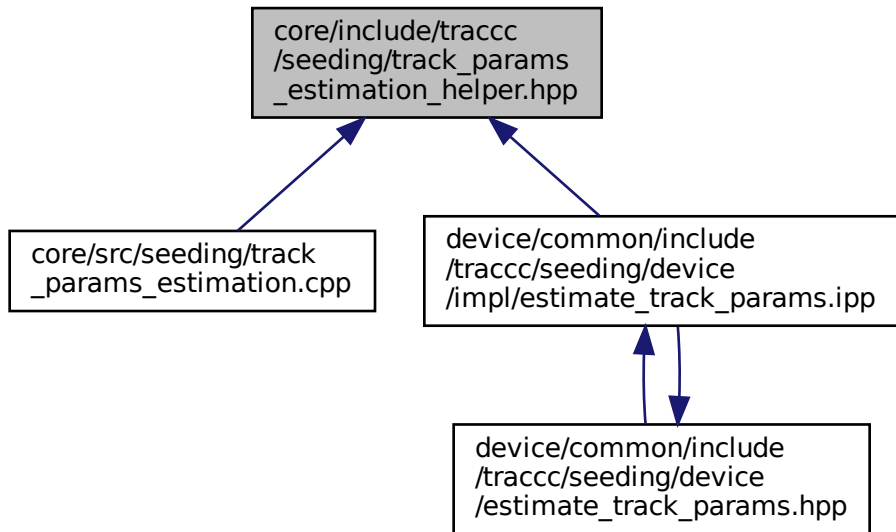 core/include/traccc
/seeding/track_params
_estimation_helper.hpp
core/src/seeding/track
_params_estimation.cpp
device/common/include
/traccc/seeding/device
/impl/estimate_track_params.ipp
device/common/include
/traccc/seeding/device
/estimate_track_params.hpp